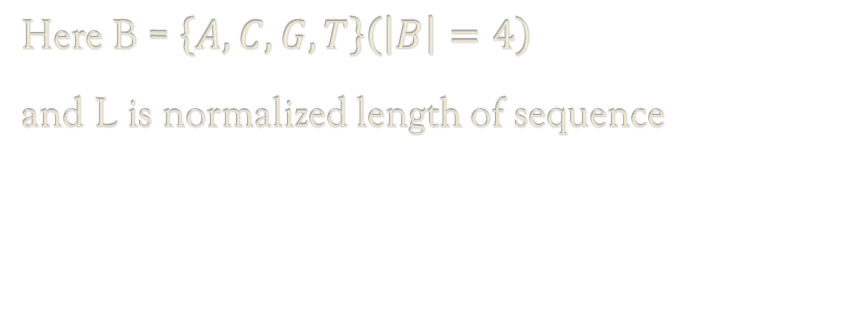 Here B = {A, C, G, T}(|B| = 4)
and L is normalized length of sequence